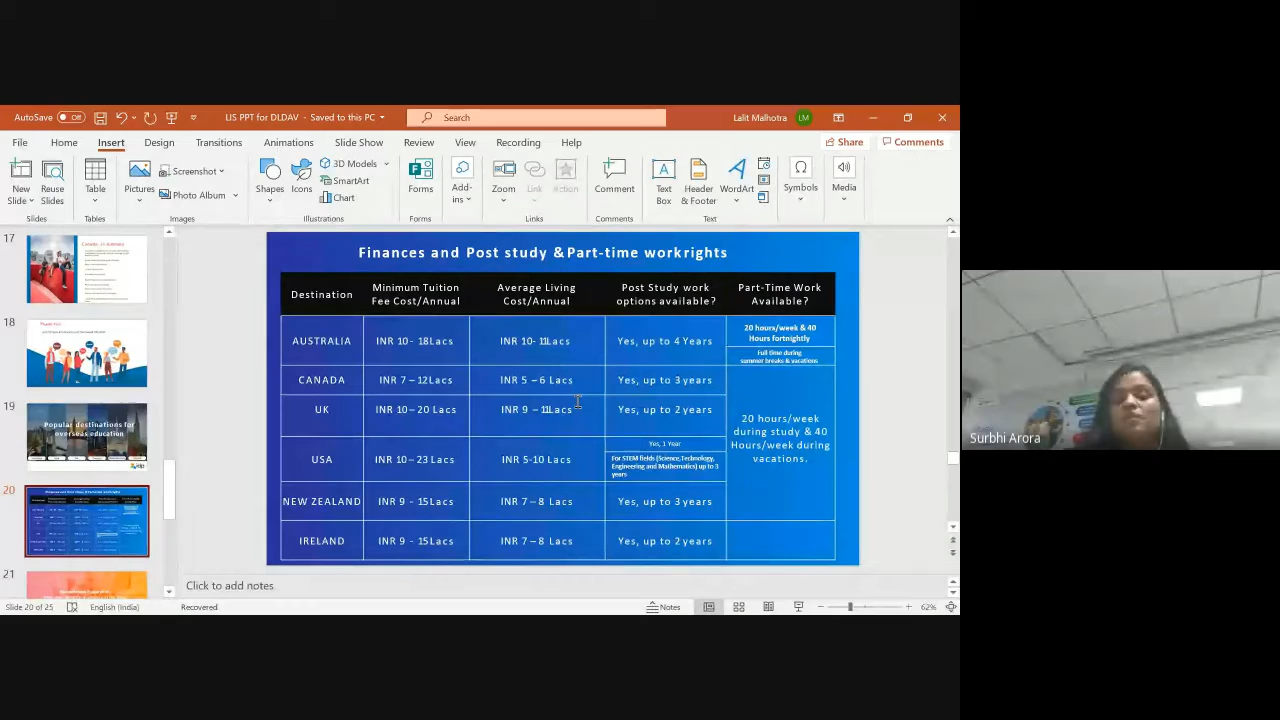 AutoSave Off LIS PPT for DLDAV - Saved to this PC Search Lalit Malhotra LM
File Home Insert Design Transitions Animations Slide Show Review View Recording Help Share Comments
New Slide
Reuse Slides
Slides
Table
Tables
Pictures
Screenshot
Photo Album
Images
Shapes
Icons
3D Models
SmartArt
Chart
Illustrations
Forms
Forms
Add-ins
Zoom
Link
Action
Links
Comment
Comments
Text Box
Header & Footer
WordArt
Text
Symbols
Media
17
18
19
Popular destinations for
overseas education
idp
20
21
Finances and Post study &Part-time workrights
Destination
Minimum Tuition
Fee Cost/Annual
Average Living
Cost/Annual
Post Study work
options available?
Part-Time Work
Available?
AUSTRALIA INR 10 - 18Lacs INR 10- 11Lacs Yes, up to 4 Years
20 hours/week & 40
Hours fortnightly
Full time during
summer breaks & vacations
CANADA INR 7 – 12Lacs INR 5 – 6 Lacs Yes, up to 3 years
UK INR 10 – 20 Lacs INR 9 – 11Lacs Yes, up to 2 years
20 hours/week
during study & 40
Hours/week during
vacations.
USA INR 10 – 23 Lacs INR 5-10 Lacs
Yes, 1 Year
For STEM fields (Science,Technology,
Engineering and Mathematics) up to 3
years
NEW ZEALAND INR 9 - 15Lacs INR 7 – 8 Lacs Yes, up to 3 years
IRELAND INR 9 - 15Lacs INR 7 – 8 Lacs Yes, up to 2 years
Click to add notes
Slide 20 of 25 English (India) Recovered Notes 62%
Surbhi Arora